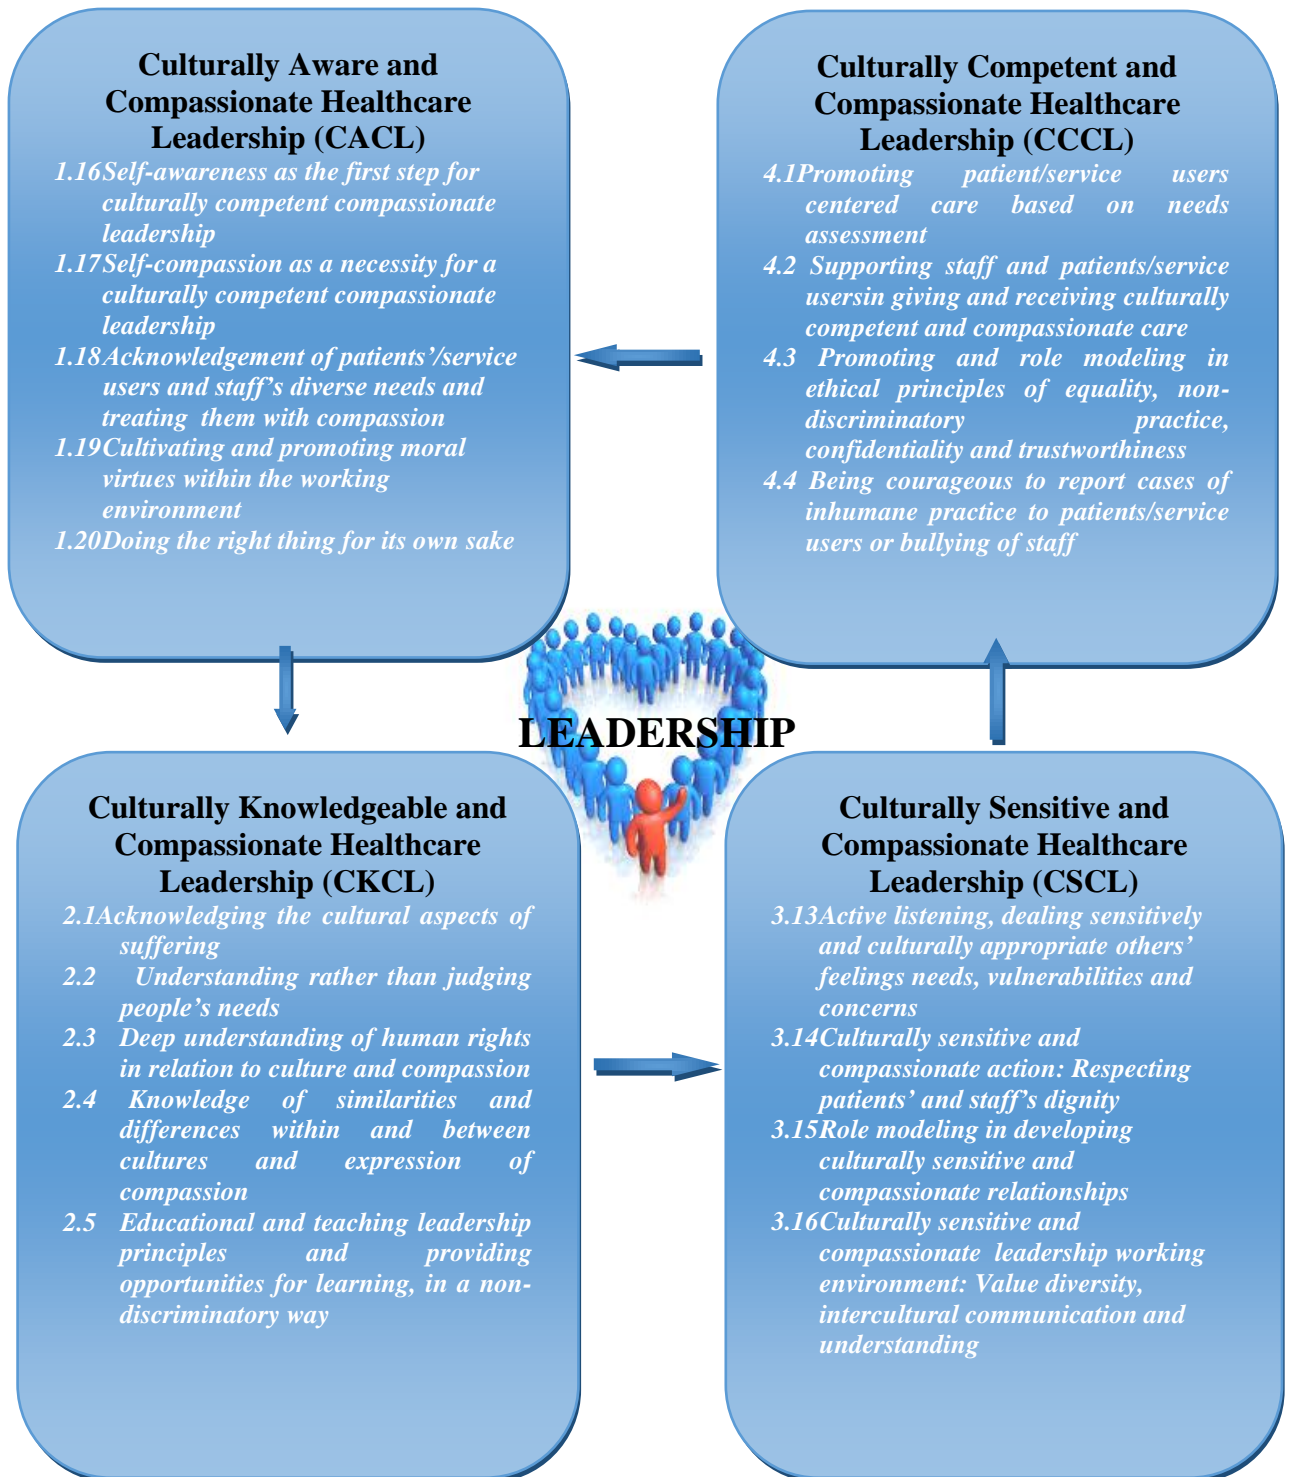 Culturally Aware and
Compassionate Healthcare
Leadership (CACL)
1.16Self-awareness as the first step for
culturally competent compassionate
leadership
1.17Self-compassion as a necessity for a
culturally competent compassionate
leadership
1.18Acknowledgement of patients’/service
users and staff’s diverse needs and
treating them with compassion
1.19Cultivating and promoting moral
virtues within the working
environment
1.20Doing the right thing for its own sake
Culturally Competent and
Compassionate Healthcare
Leadership (CCCL)
4.1Promoting patient/service users
centered care based on needs
assessment
4.2 Supporting staff and patients/service
usersin giving and receiving culturally
competent and compassionate care
4.3 Promoting and role modeling in
ethical principles of equality, non-
discriminatory practice,
confidentiality and trustworthiness
4.4 Being courageous to report cases of
inhumane practice to patients/service
users or bullying of staff
LEADERSHIP
Culturally Knowledgeable and
Compassionate Healthcare
Leadership (CKCL)
2.1Acknowledging the cultural aspects of
suffering
2.2 Understanding rather than judging
people’s needs
2.3 Deep understanding of human rights
in relation to culture and compassion
2.4 Knowledge of similarities and
differences within and between
cultures and expression of
compassion
2.5 Educational and teaching leadership
principles and providing
opportunities for learning, in a non-
discriminatory way
Culturally Sensitive and
Compassionate Healthcare
Leadership (CSCL)
3.13Active listening, dealing sensitively
and culturally appropriate others’
feelings needs, vulnerabilities and
concerns
3.14Culturally sensitive and
compassionate action: Respecting
patients’ and staff’s dignity
3.15Role modeling in developing
culturally sensitive and
compassionate relationships
3.16Culturally sensitive and
compassionate leadership working
environment: Value diversity,
intercultural communication and
understanding